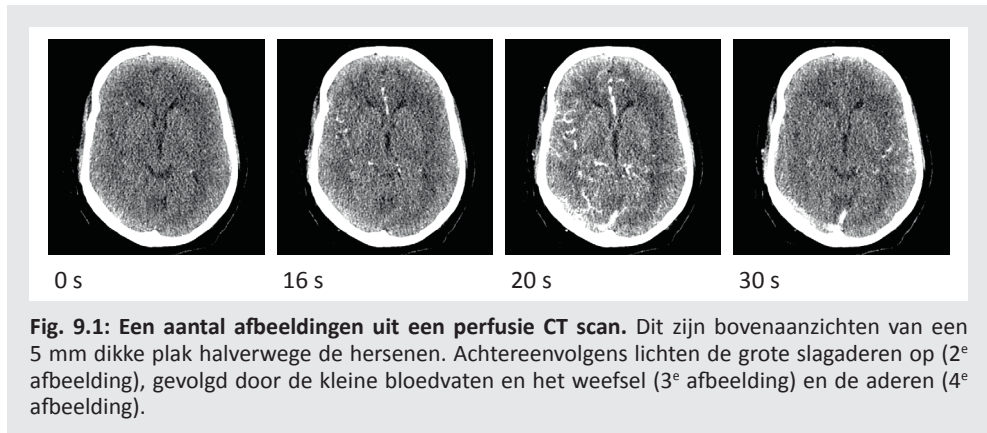 0 s
16 s
20 s
30 s
Fig. 9.1: Een aantal afbeeldingen uit een perfusie CT scan. Dit zijn bovenaanzichten van een
5 mm dikke plak halverwege de hersenen. Achtereenvolgens lichten de grote slagaderen op (2e
afbeelding), gevolgd door de kleine bloedvaten en het weefsel (3e afbeelding) en de aderen (4e
afbeelding).